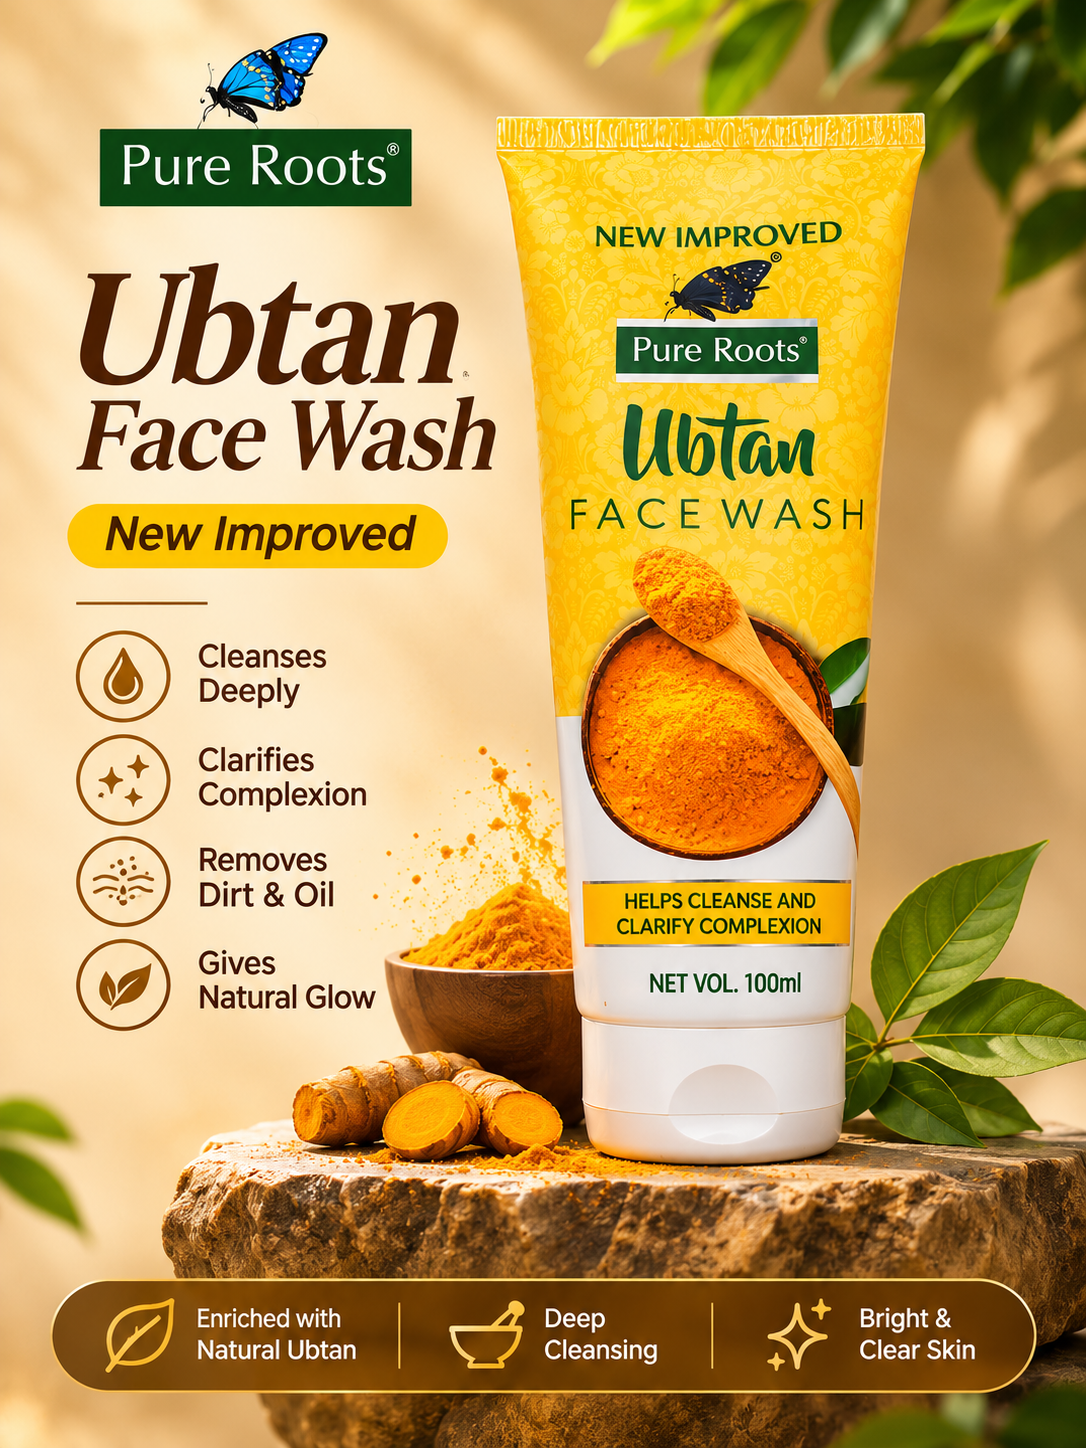 Pure Roots®
Ubtan
Face Wash
New Improved
Cleanses
Deeply
Clarifies
Complexion
Removes
Dirt & Oil
Gives
Natural Glow
NEW IMPROVED
®
Pure Roots®
Ubtan
FACE WASH
HELPS CLEANSE AND
CLARIFY COMPLEXION
NET VOL. 100ml
Enriched with
Natural Ubtan
Deep
Cleansing
Bright &
Clear Skin